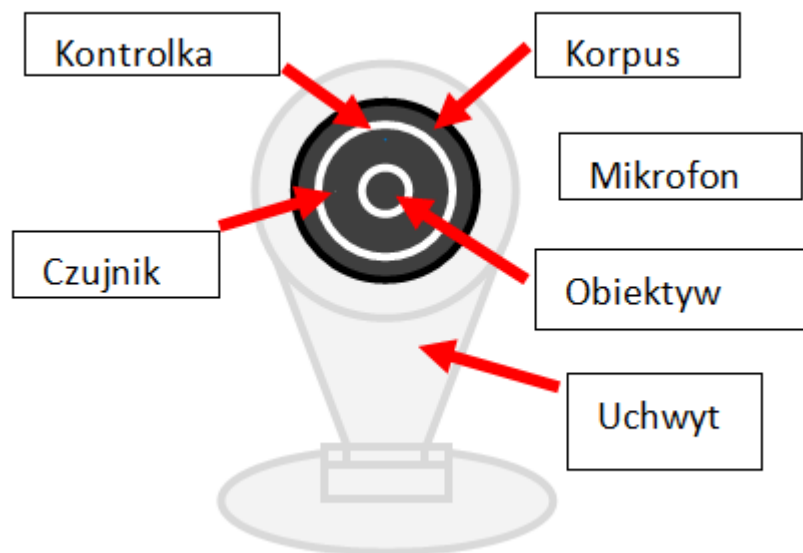 Kontrolka
Korpus
Mikrofon
Czujnik
Obiektyw
Uchwyt